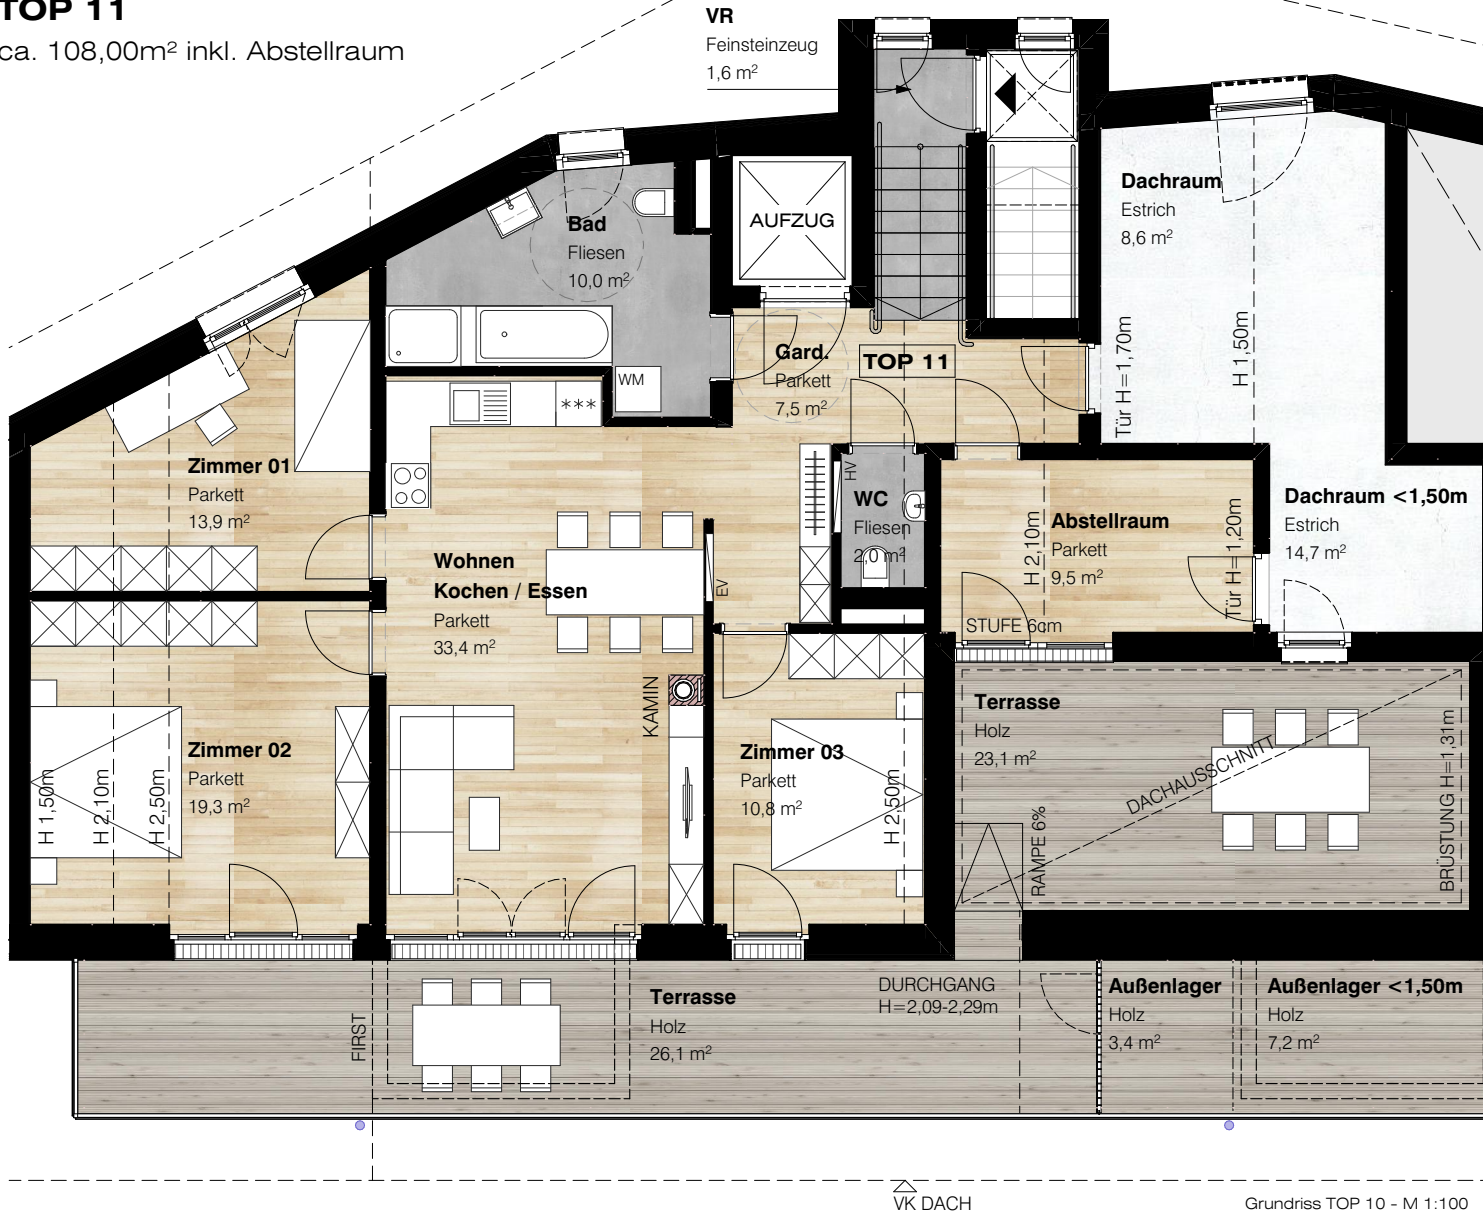 TOP 11
ca. 108,00m² inkl. Abstellraum
VR
Feinsteinzeug
1,6 m²
Dachraum
Estrich
8,6 m²
Bad
Fliesen
10,0 m²
AUFZUG
Gard.
Parkett
7,5 m²
TOP 11
Tür H=1,70m
H 1,50m
WM
***
Zimmer 01
Parkett
13,9 m²
HV
WC
Fliesen
2,0 m²
H 2,10m
Abstellraum
Parkett
9,5 m²
Tür H=1,20m
Dachraum <1,50m
Estrich
14,7 m²
Wohnen
Kochen / Essen
Parkett
33,4 m²
EV
STUFE 6cm
KAMIN
Zimmer 02
Parkett
19,3 m²
H 1,50m
H 2,10m
H 2,50m
Zimmer 03
Parkett
10,8 m²
H 2,50m
Terrasse
Holz
23,1 m²
DACHAUSSCHNITT
RAMPE 6%
BRÜSTUNG H=1,31m
FIRST
Terrasse
Holz
26,1 m²
DURCHGANG
H=2,09-2,29m
Außenlager
Holz
3,4 m²
Außenlager <1,50m
Holz
7,2 m²
VK DACH
Grundriss TOP 10 - M 1:100